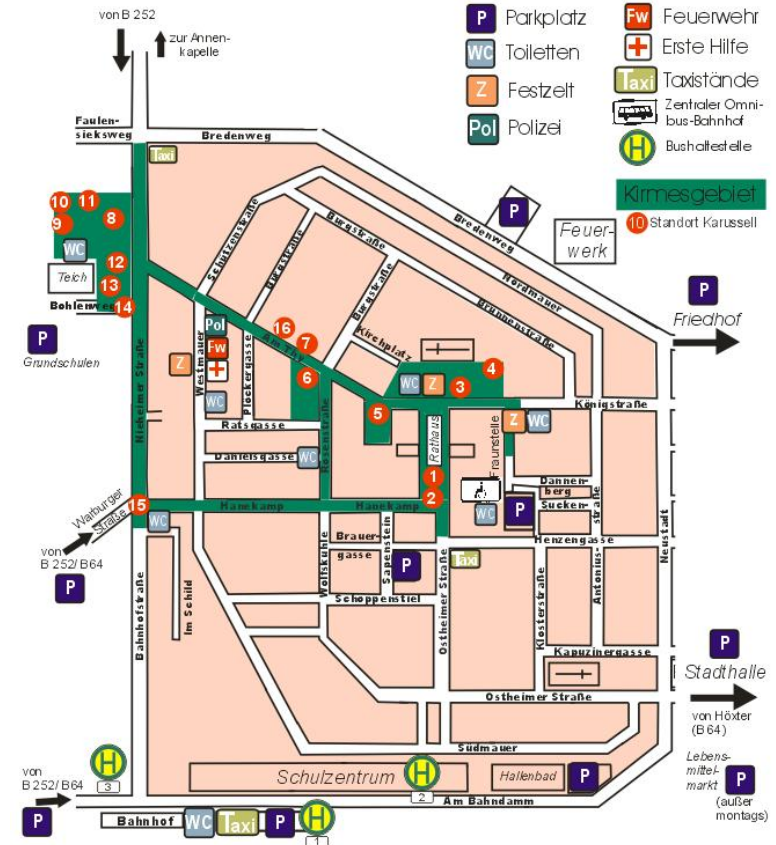 von B 252
zur Annen-
kapelle
P Parkplatz
WC Toiletten
Z Festzelt
Pol Polizei
Fw Feuerwehr
Erste Hilfe
Taxi Taxistände
Zentraler Omni-
bus-Bahnhof
H Bushaltestelle
Kirmesgebiet
10 Standort Karussell
Faulen-
sieksweg
Bredenweg
Taxi
10
11
9
8
WC
12
Teich
13
Bohlenweg
14
P
Grundschulen
Nieheimer Straße
Schützenstraße
Burgstraße
Burgstraße
Burgstraße
Bredenweg
P
Feuer-
werk
Nordmauer
Brunnenstraße
P
Friedhof
Pol
Fw
WC
Z
Westmauer
Plockergasse
16
7
Am Thy
6
Kirchplatz
WC
Z
3
4
5
Königstraße
Rosenstraße
Ratsgasse
Danielsgasse
WC
Rathaus
Fraunstelle
Z
WC
1
2
WC
P
Dannen-
berg
Sucken-
straße
15
Hanekamp
Hanekamp
WC
Warburger
Straße
von
B 252/B64
P
Brauer-
gasse
Wolfskuhle
Sapenstein
P
Taxi
Henzengasse
Neustadt
Schoppenstiel
Im Schild
Bahnhofstraße
Ostheimer Straße
Klosterstraße
Antonius-
Kapuzinergasse
P
Stadthalle
von Höxter
(B 64)
Ostheimer Straße
Südmauer
Lebens-
mittel-
markt
P
(außer
montags)
H
3
Schulzentrum
H
2
Hallenbad
P
von
B 252/B64
P
Am Bahndamm
Bahnhof
WC
Taxi
P
H
1